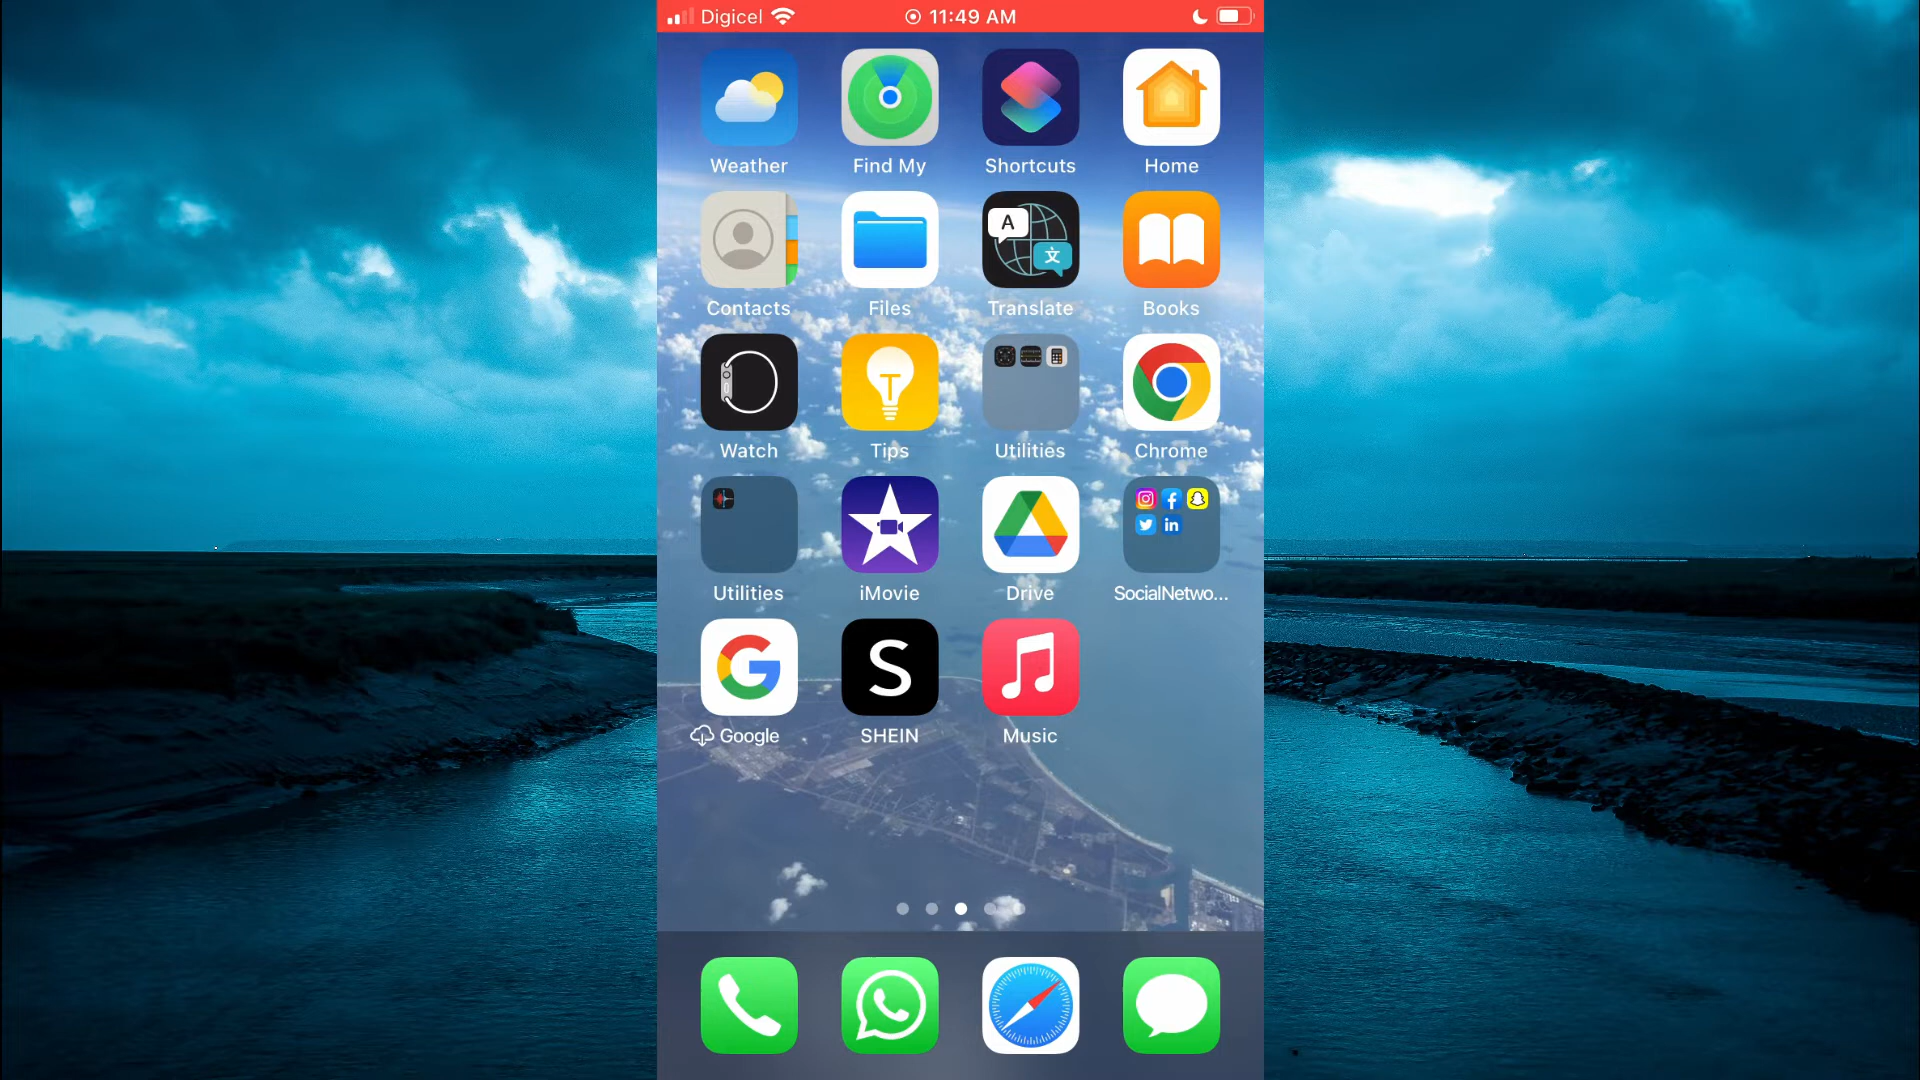 Digicel 11:49 AM
Weather Find My Shortcuts Home
A 文
Contacts Files Translate Books
Watch Tips Utilities Chrome
Utilities iMovie Drive SocialNetwo...
S
Google SHEIN Music